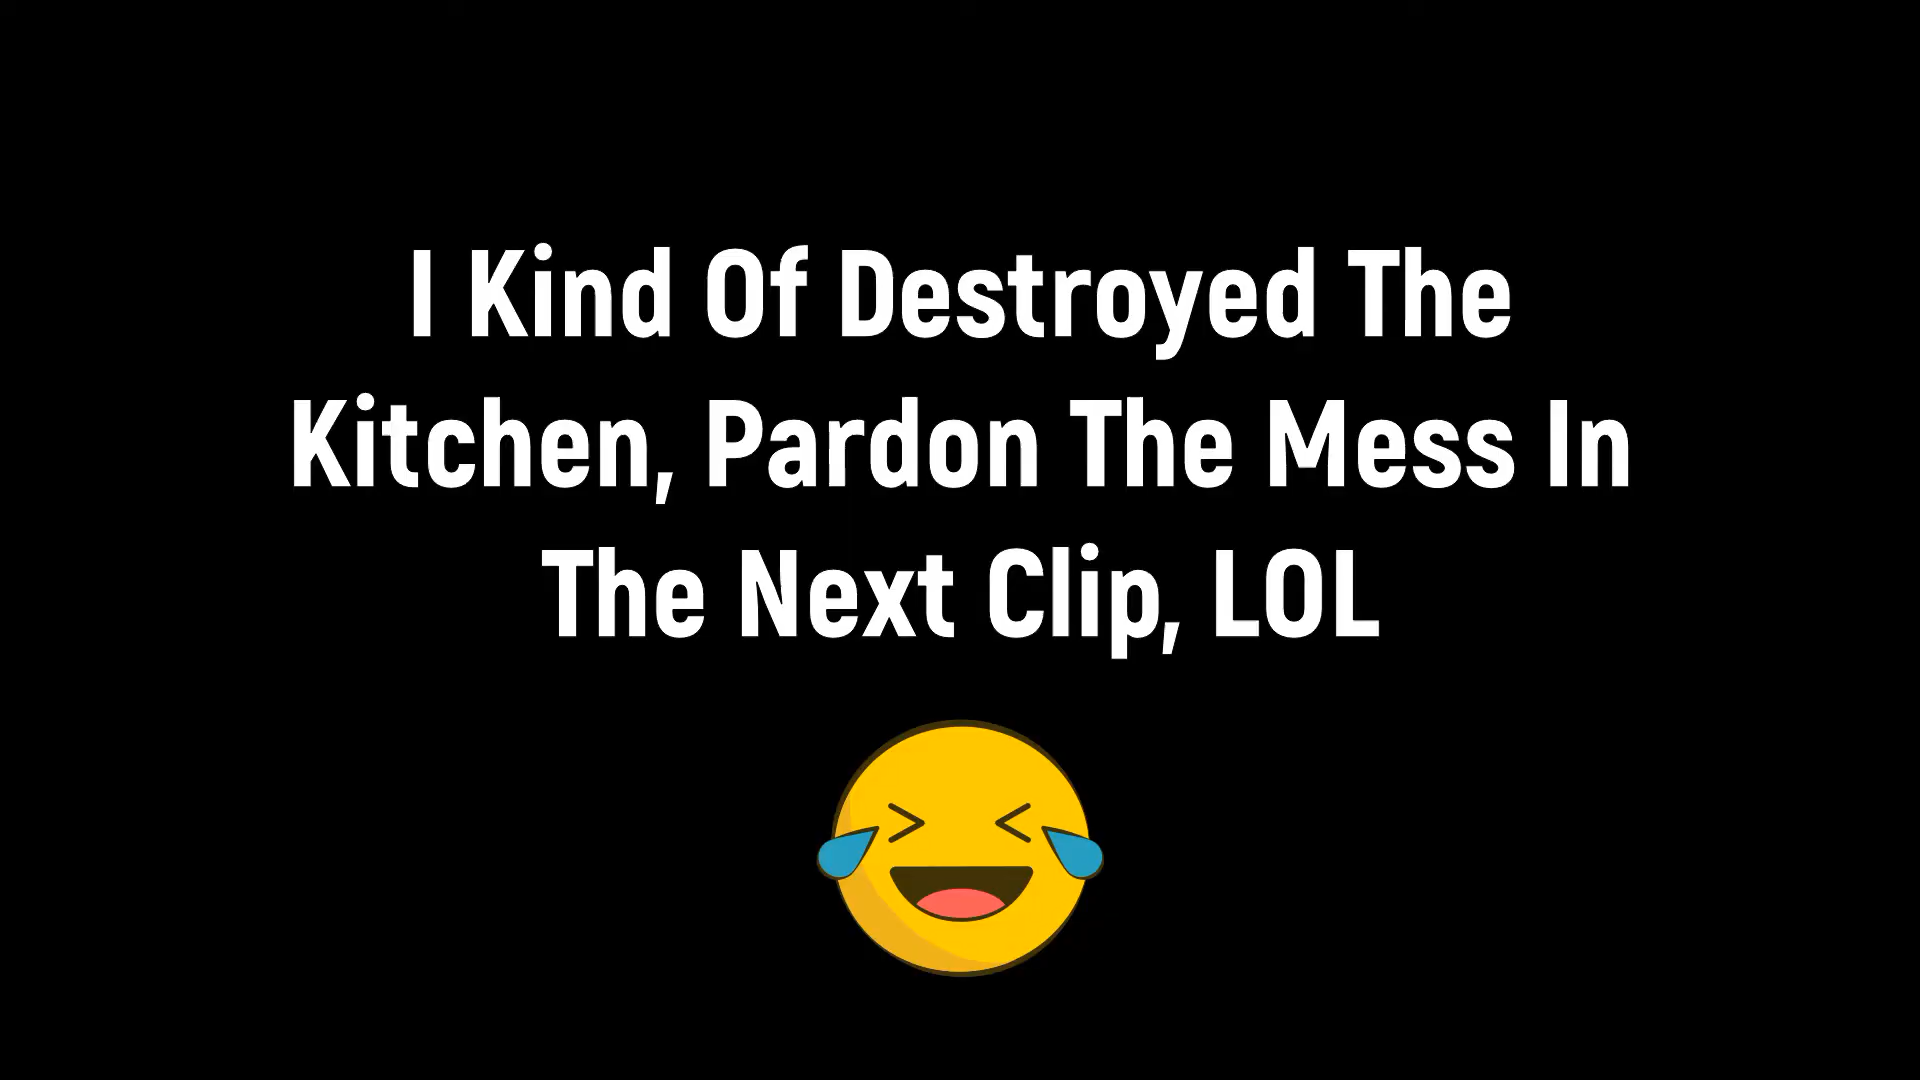 I Kind Of Destroyed The
Kitchen, Pardon The Mess In
The Next Clip, LOL